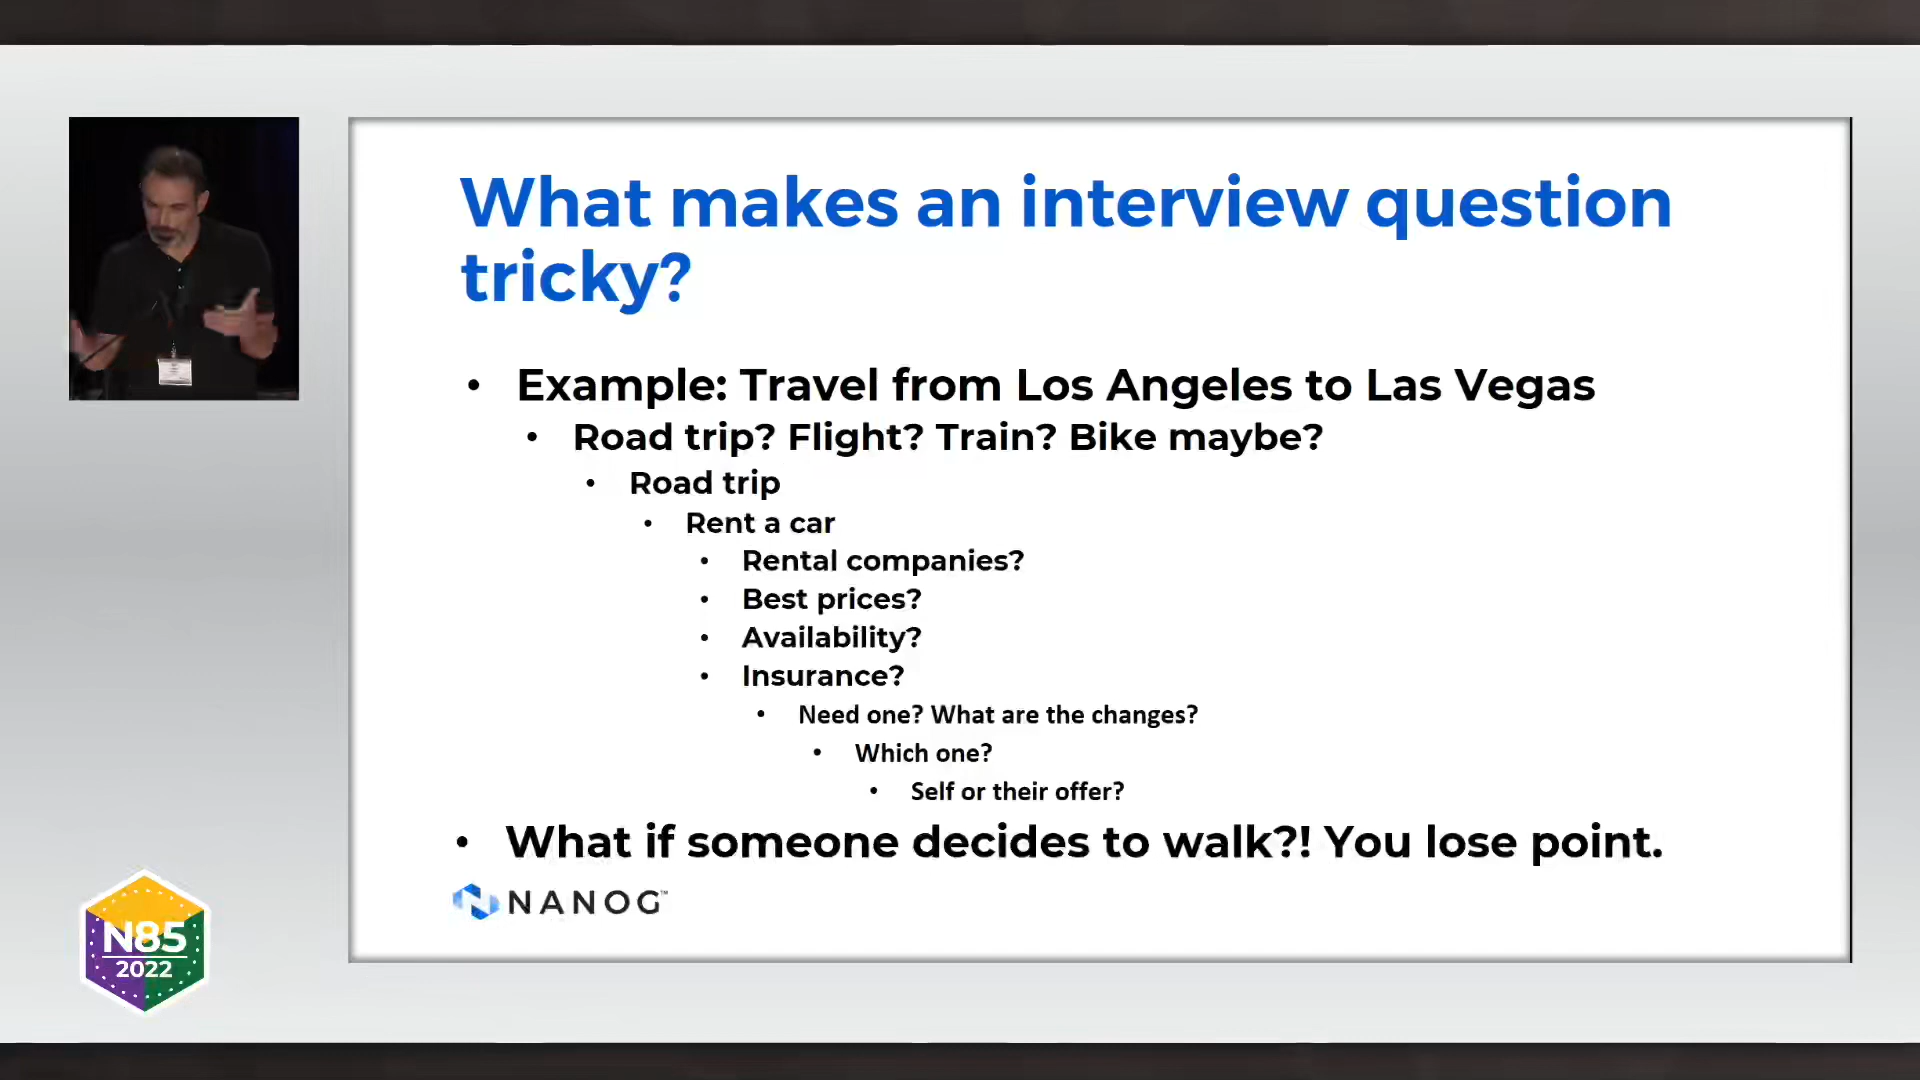 What makes an interview question
tricky?
• Example: Travel from Los Angeles to Las Vegas
• Road trip? Flight? Train? Bike maybe?
• Road trip
• Rent a car
• Rental companies?
• Best prices?
• Availability?
• Insurance?
• Need one? What are the changes?
• Which one?
• Self or their offer?
• What if someone decides to walk?! You lose point.
NANOG™
N85
2022